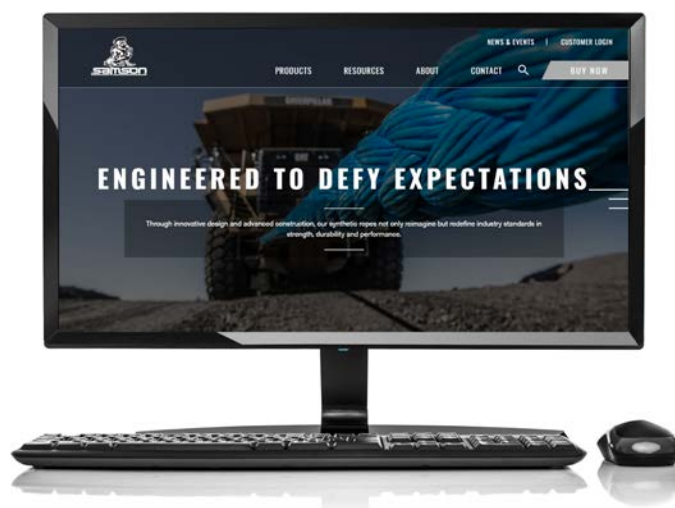 NEWS & EVENTS | CUSTOMER LOGIN
SAMSON
PRODUCTS RESOURCES ABOUT CONTACT BUY NOW
CATERPILLAR
ENGINEERED TO DEFY EXPECTATIONS
Through innovative design and advanced construction, our synthetic ropes not only reimagine but redefine industry standards in
strength, durability and performance.